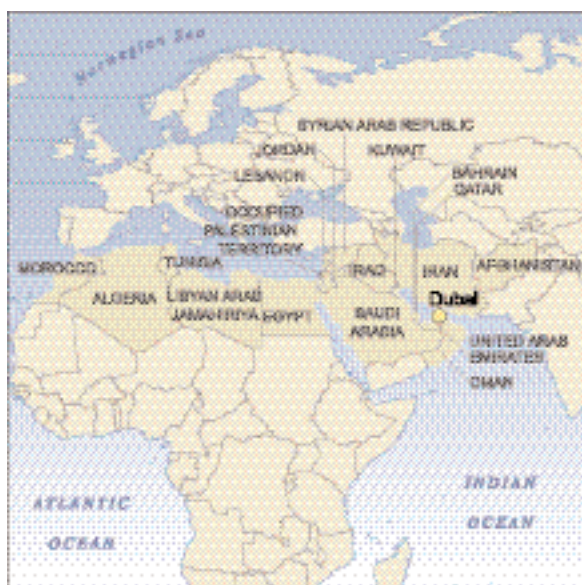 Norwegian Sea
SYRIAN ARAB REPUBLIC
JORDAN
KUWAIT
LEBANON
BAHRAIN
QATAR
OCCUPIED
PALESTINIAN
TERRITORY
MOROCCO
TUNISIA
IRAQ
IRAN
AFGHANISTAN
ALGERIA
LIBYAN ARAB
JAMAHIRIYA
EGYPT
SAUDI
ARABIA
Dubai
UNITED ARAB
EMIRATES
OMAN
INDIAN
OCEAN
ATLANTIC
OCEAN